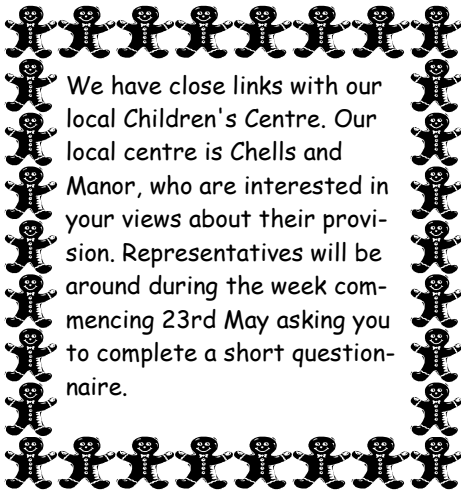 We have close links with our
local Children's Centre. Our
local centre is Chells and
Manor, who are interested in
your views about their provi-
sion. Representatives will be
around during the week com-
mencing 23rd May asking you
to complete a short question-
naire.